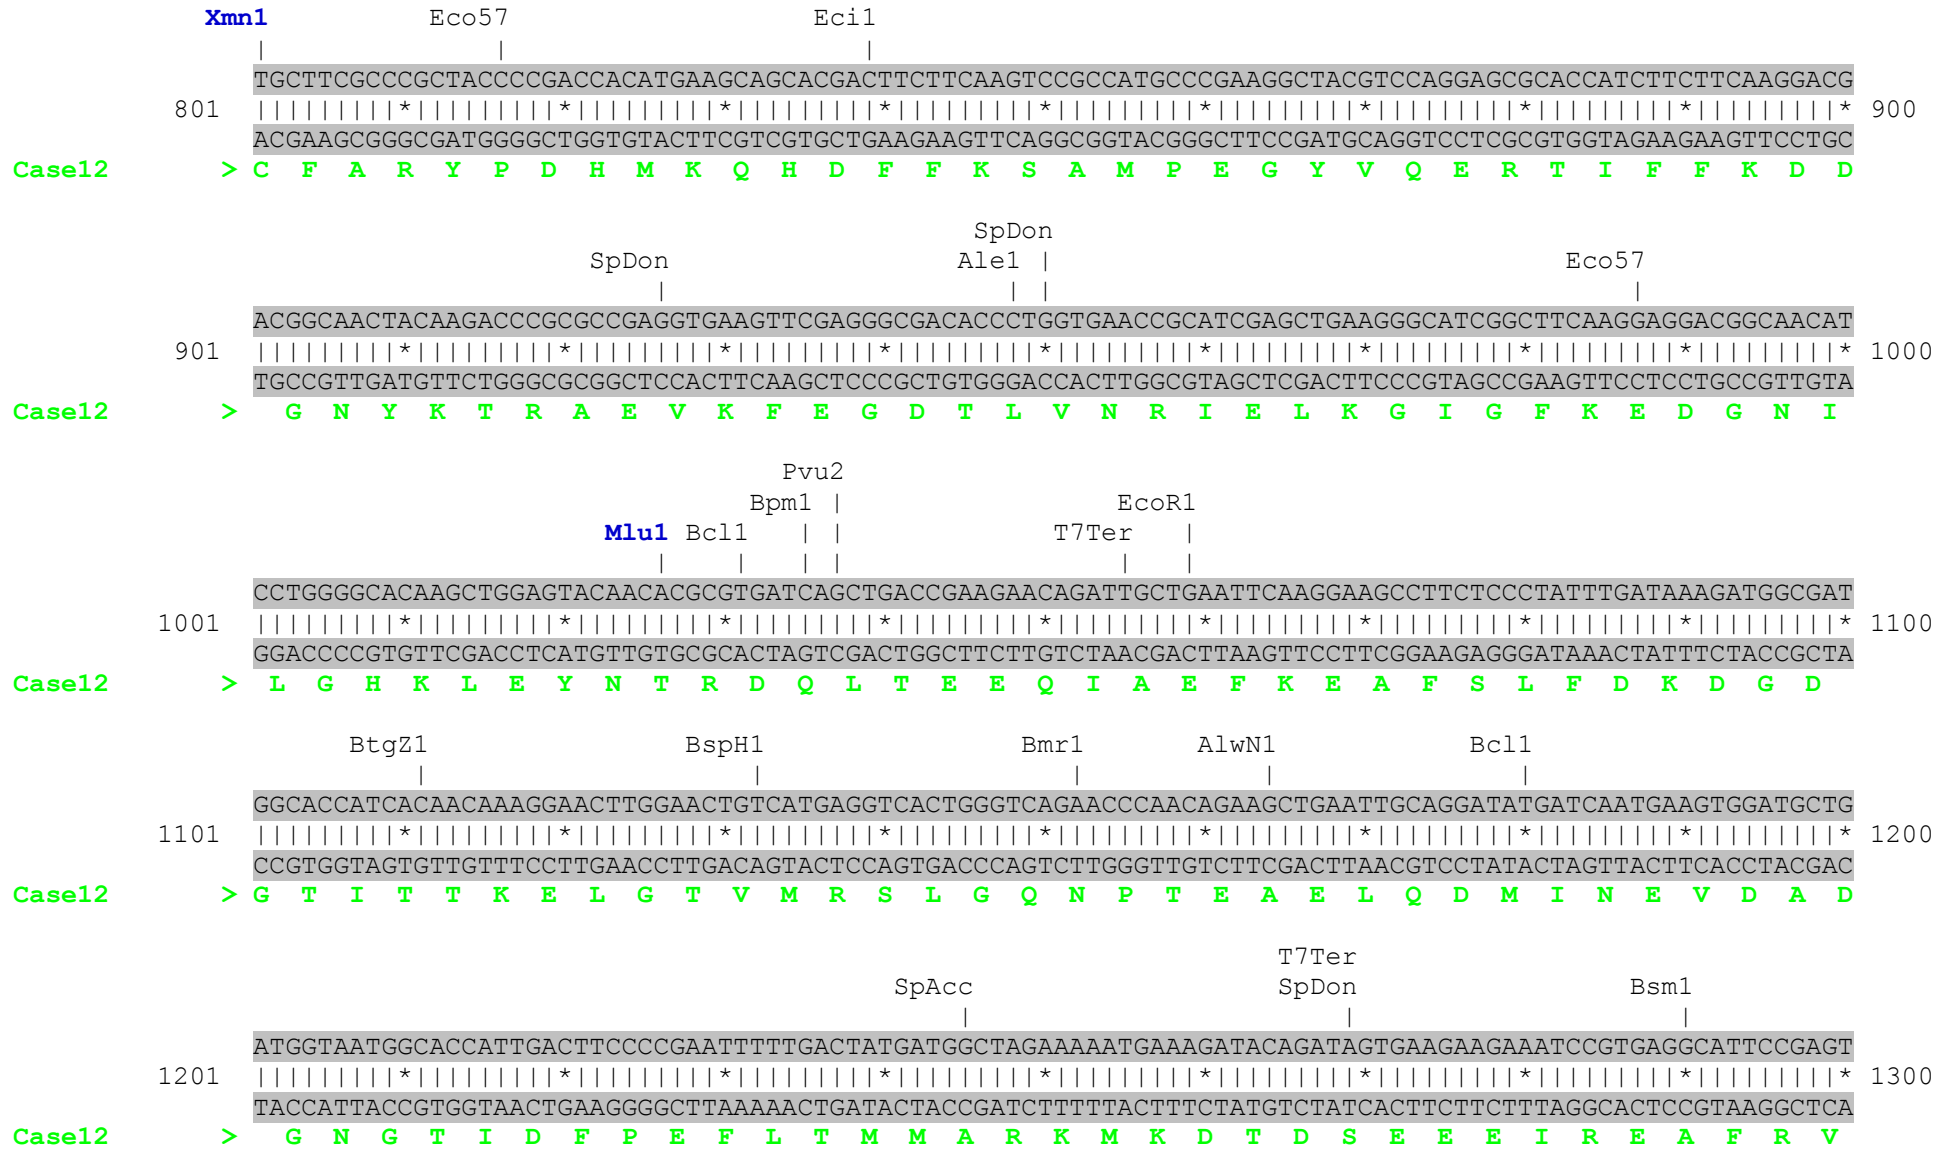 Xmn1 Eco57 Eci1
| | |
TGCTTCGCCCGCTACCCCGACCACATGAAGCAGCACGACTTCTTCAAGTCCGCCATGCCCGAAGGCTACGTCCAGGAGCGCACCATCTTCTTCAAGGACG
801 |||||||||*|||||||||*|||||||||*|||||||||*|||||||||*|||||||||*|||||||||*|||||||||*|||||||||*|||||||||* 900
ACGAAGCGGGCGATGGGGCTGGTGTACTTCGTCGTGCTGAAGAAGTTCAGGCGGTACGGGCTTCCGATGCAGGTCCTCGCGTGGTAGAAGAAGTTCCTGC
Case12 > C F A R Y P D H M K Q H D F F K S A M P E G Y V Q E R T I F F K D D
SpDon
SpDon Ale1 | Eco57
| | | |
ACGGCAACTACAAGACCCGCGCCGAGGTGAAGTTCGAGGGCGACACCCTGGTGAACCGCATCGAGCTGAAGGGCATCGGCTTCAAGGAGGACGGCAACAT
901 |||||||||*|||||||||*|||||||||*|||||||||*|||||||||*|||||||||*|||||||||*|||||||||*|||||||||*|||||||||* 1000
TGCCGTTGATGTTCTGGGCGCGGCTCCACTTCAAGCTCCCGCTGTGGGACCACTTGGCGTAGCTCGACTTCCCGTAGCCGAAGTTCCTCCTGCCGTTGTA
Case12 > G N Y K T R A E V K F E G D T L V N R I E L K G I G F K E D G N I
Pvu2
Bpm1 | EcoR1
Mlu1 Bcl1 | | T7Ter |
| | | | | |
CCTGGGGCACAAGCTGGAGTACAACACGCGTGATCAGCTGACCGAAGAACAGATTGCTGAATTCAAGGAAGCCTTCTCCCTATTTGATAAAGATGGCGAT
1001 |||||||||*|||||||||*|||||||||*|||||||||*|||||||||*|||||||||*|||||||||*|||||||||*|||||||||*|||||||||* 1100
GGACCCCGTGTTCGACCTCATGTTGTGCGCACTAGTCGACTGGCTTCTTGTCTAACGACTTAAGTTCCTTCGGAAGAGGGATAAACTATTTCTACCGCTA
Case12 > L G H K L E Y N T R D Q L T E E Q I A E F K E A F S L F D K D G D
BtgZ1 BspH1 Bmr1 AlwN1 Bcl1
| | | | |
GGCACCATCACAACAAAGGAACTTGGAACTGTCATGAGGTCACTGGGTCAGAACCCAACAGAAGCTGAATTGCAGGATATGATCAATGAAGTGGATGCTG
1101 |||||||||*|||||||||*|||||||||*|||||||||*|||||||||*|||||||||*|||||||||*|||||||||*|||||||||*|||||||||* 1200
CCGTGGTAGTGTTGTTTCCTTGAACCTTGACAGTACTCCAGTGACCCAGTCTTGGGTTGTCTTCGACTTAACGTCCTATACTAGTTACTTCACCTACGAC
Case12 > G T I T T K E L G T V M R S L G Q N P T E A E L Q D M I N E V D A D
T7Ter
SpAcc SpDon Bsm1
| | |
ATGGTAATGGCACCATTGACTTCCCCGAATTTTTGACTATGATGGCTAGAAAAATGAAAGATACAGATAGTGAAGAAGAAATCCGTGAGGCATTCCGAGT
1201 |||||||||*|||||||||*|||||||||*|||||||||*|||||||||*|||||||||*|||||||||*|||||||||*|||||||||*|||||||||* 1300
TACCATTACCGTGGTAACTGAAGGGGCTTAAAAACTGATACTACCGATCTTTTTACTTTCTATGTCTATCACTTCTTCTTTAGGCACTCCGTAAGGCTCA
Case12 > G N G T I D F P E F L T M M A R K M K D T D S E E E I R E A F R V